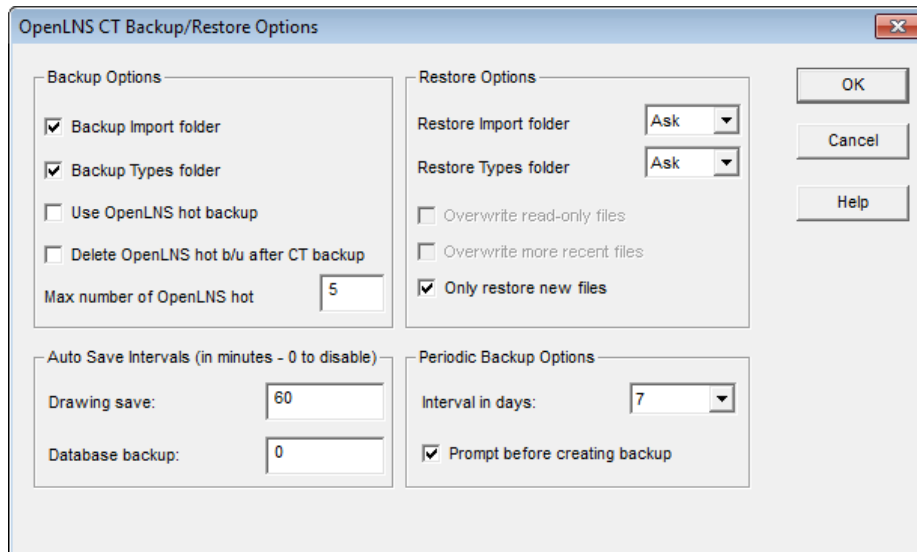 OpenLNS CT Backup/Restore Options
Backup Options
Backup Import folder
Backup Types folder
Use OpenLNS hot backup
Delete OpenLNS hot b/u after CT backup
Max number of OpenLNS hot 5
Restore Options
Restore Import folder Ask
Restore Types folder Ask
Overwrite read-only files
Overwrite more recent files
Only restore new files
OK
Cancel
Help
Auto Save Intervals (in minutes - 0 to disable)
Drawing save: 60
Database backup: 0
Periodic Backup Options
Interval in days: 7
Prompt before creating backup